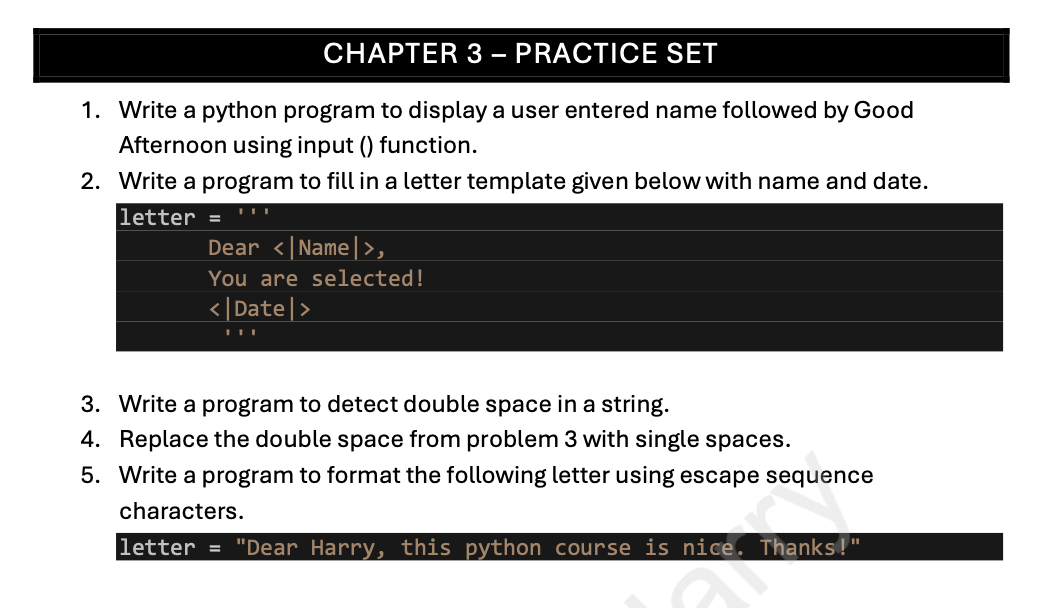 CHAPTER 3 – PRACTICE SET
1. Write a python program to display a user entered name followed by Good
Afternoon using input () function.
2. Write a program to fill in a letter template given below with name and date.
letter = '''
Dear <|Name|>,
You are selected!
<|Date|>
'''
3. Write a program to detect double space in a string.
4. Replace the double space from problem 3 with single spaces.
5. Write a program to format the following letter using escape sequence
characters.
letter = "Dear Harry, this python course is nice. Thanks!"